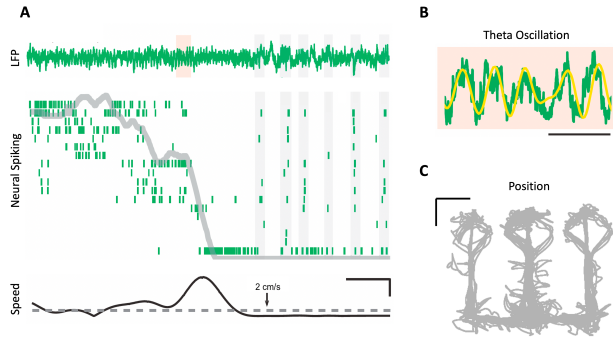 A
LFP
Neural Spiking
Speed
2 cm/s
B
Theta Oscillation
C
Position